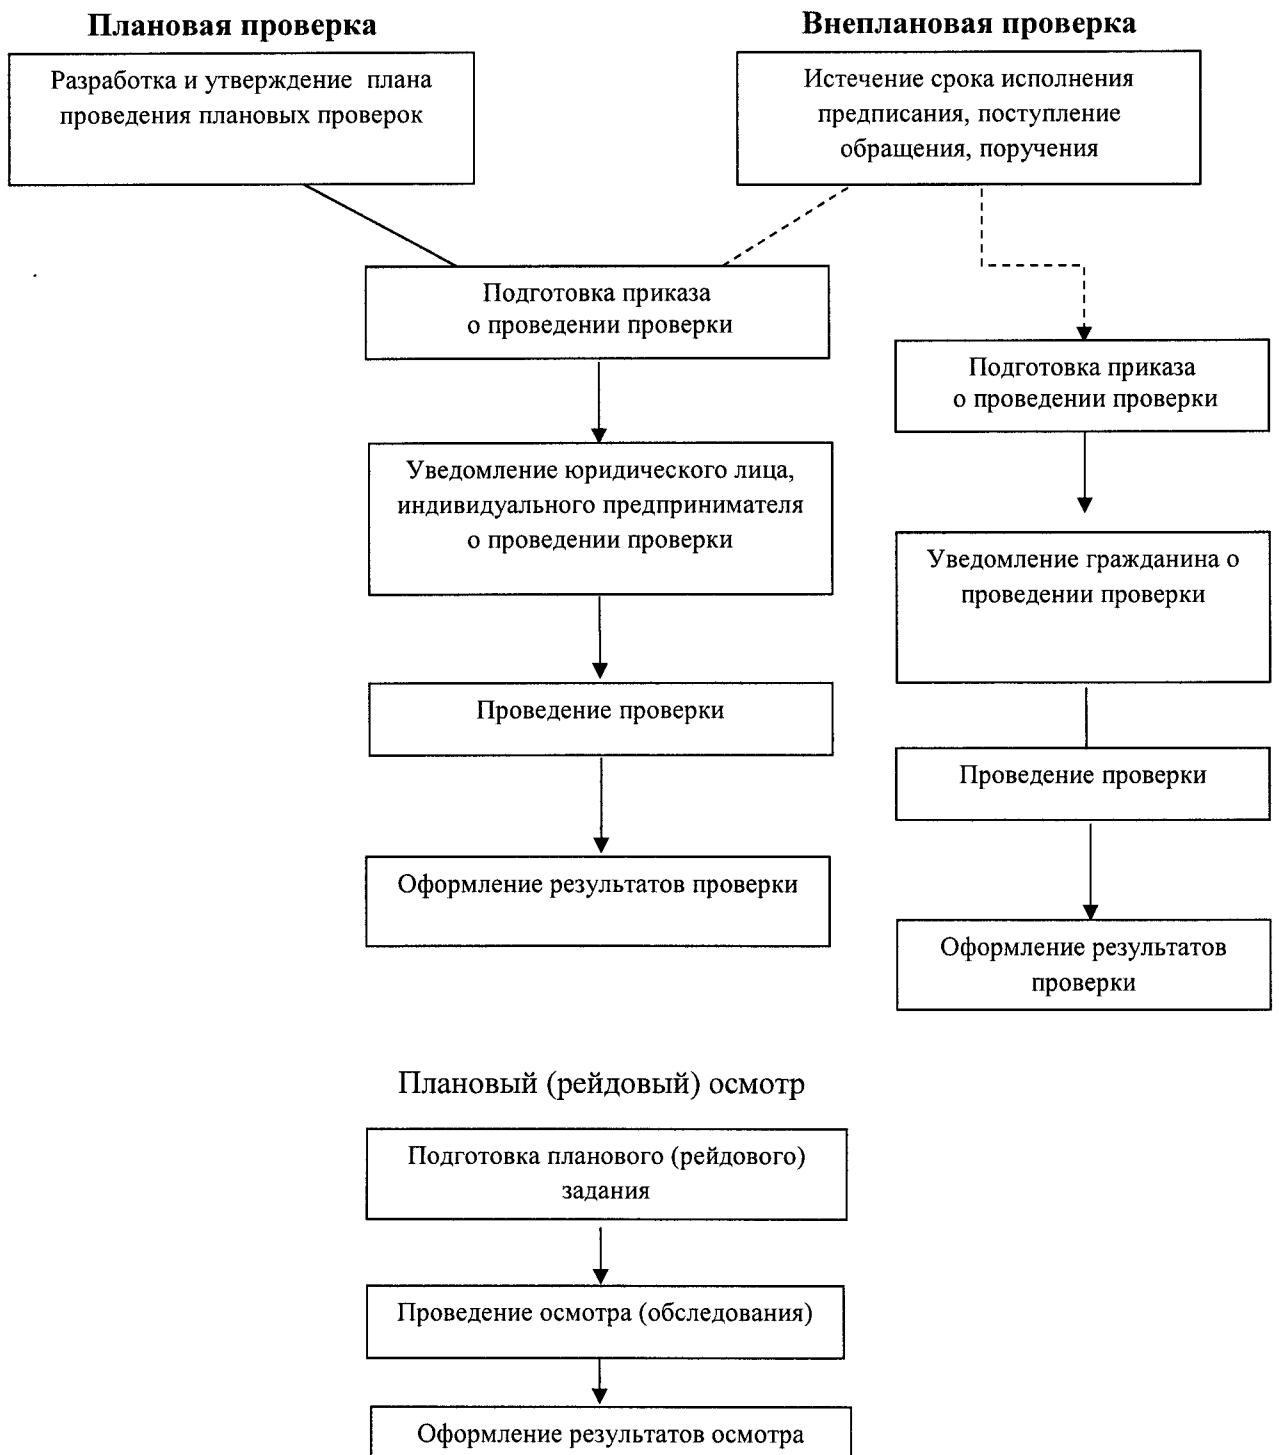 Плановая проверка
Внеплановая проверка
Разработка и утверждение плана
проведения плановых проверок
Истечение срока исполнения
предписания, поступление
обращения, поручения
Подготовка приказа
о проведении проверки
Уведомление юридического лица,
индивидуального предпринимателя
о проведении проверки
Проведение проверки
Оформление результатов проверки
Подготовка приказа
о проведении проверки
Уведомление гражданина о
проведении проверки
Проведение проверки
Оформление результатов
проверки
Плановый (рейдовый) осмотр
Подготовка планового (рейдового)
задания
Проведение осмотра (обследования)
Оформление результатов осмотра